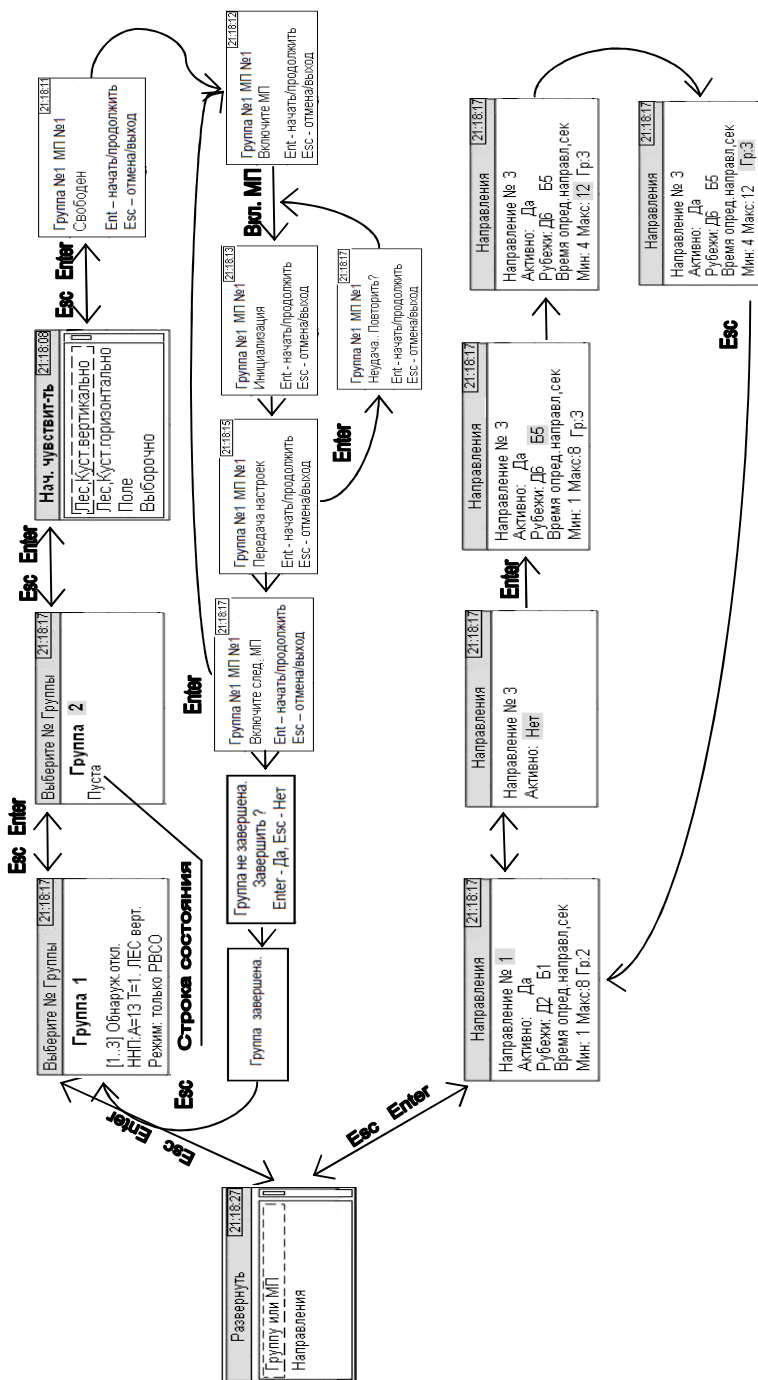 Развернуть 21:18:27
Группу или МП
Направления
Esc Enter
Выберите № Группы 21:18:17
Группа 1
[1..3] Обнаруж.откл.
ННП:А=13 Т=1. ЛЕС верт.
Режим: только РВСО
Esc Enter
Выберите № Группы 21:18:17
Группа 2
Пуста
Строка состояния
Esc Enter
Нач. чувствит-ть 21:18:08
Лес,Куст.вертикально
Лес,Куст.горизонтально
Поле
Выборочно
Esc Enter
21:18:11
Группа №1 МП №1
Свободен
Ent – начать/продолжить
Esc – отмена/выход
21:18:12
Группа №1 МП №1
Включите МП
Ent - начать/продолжить
Esc - отмена/выход
Вкл. МП
21:18:13
Группа №1 МП №1
Инициализация
Ent - начать/продолжить
Esc - отмена/выход
21:18:15
Группа №1 МП №1
Передача настроек
Ent - начать/продолжить
Esc - отмена/выход
Enter
21:18:17
Группа №1 МП №1
Неудача.. Повторить?
Ent - начать/продолжить
Esc - отмена/выход
21:18:17
Группа №1 МП №1
Включите след. МП
Ent – начать/продолжить
Esc – отмена/выход
Enter
Группа не завершена.
Завершить ?
Enter - Да, Esc - Нет
Группа завершена.
Esc
Esc Enter
Направления 21:18:17
Направление № 1
Активно: Да
Рубежи: Д2 Б1
Время опред.направл,сек
Мин: 1 Макс:8 Гр:2
Направления 21:18:17
Направление № 3
Активно: Нет
Enter
Направления 21:18:17
Направление № 3
Активно: Да
Рубежи: Д6 Б5
Время опред.направл,сек
Мин: 1 Макс:8 Гр:3
Направления 21:18:17
Направление № 3
Активно: Да
Рубежи: Д6 Б5
Время опред.направл,сек
Мин: 4 Макс: 12 Гр:3
Направления 21:18:17
Направление № 3
Активно: Да
Рубежи: Д6 Б5
Время опред.направл,сек
Мин: 4 Макс:12 Гр:3
Esc